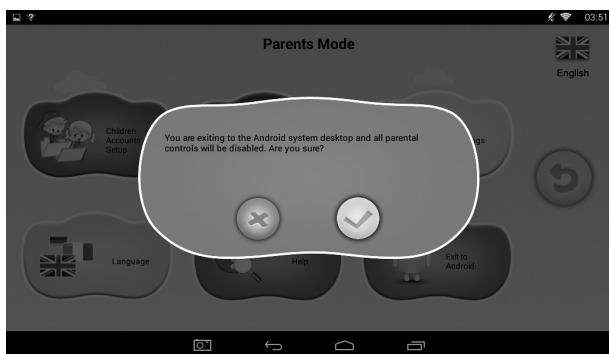 03:51
Parents Mode
English
Children
Accounts
Setup
gs
You are exiting to the Android system desktop and all parental
controls will be disabled. Are you sure?
Language
Help
Exit to
Android